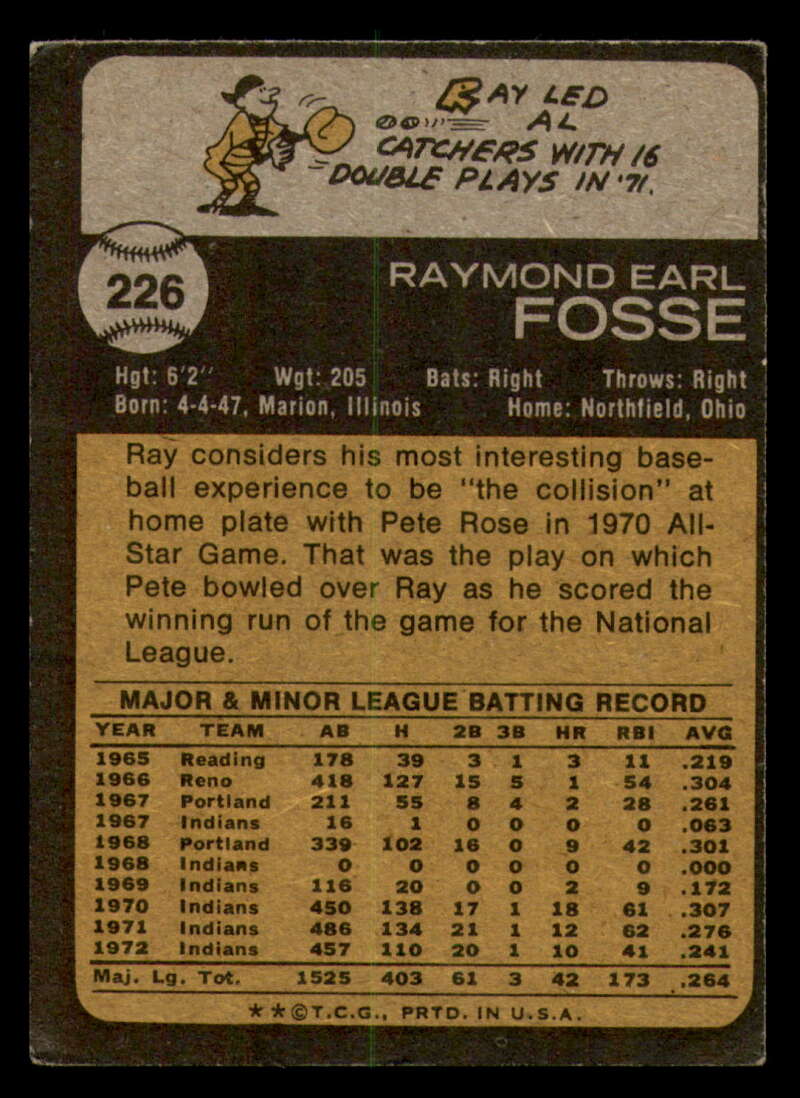 RAY LED
AL
CATCHERS WITH 16
DOUBLE PLAYS IN '71.
226
RAYMOND EARL
FOSSE
Hgt: 6'2" Wgt: 205 Bats: Right Throws: Right
Born: 4-4-47, Marion, Illinois Home: Northfield, Ohio
Ray considers his most interesting base-
ball experience to be "the collision" at
home plate with Pete Rose in 1970 All-
Star Game. That was the play on which
Pete bowled over Ray as he scored the
winning run of the game for the National
League.
MAJOR & MINOR LEAGUE BATTING RECORD
YEAR TEAM AB H 2B 3B HR RBI AVG
1965 Reading 178 39 3 1 3 11 .219
1966 Reno 418 127 15 5 1 54 .304
1967 Portland 211 55 8 4 2 28 .261
1967 Indians 16 1 0 0 0 0 .063
1968 Portland 339 102 16 0 9 42 .301
1968 Indians 0 0 0 0 0 0 .000
1969 Indians 116 20 0 0 2 9 .172
1970 Indians 450 138 17 1 18 61 .307
1971 Indians 486 134 21 1 12 62 .276
1972 Indians 457 110 20 1 10 41 .241
Maj. Lg. Tot. 1525 403 61 3 42 173 .264
**©T.C.G., PRTD. IN U.S.A.